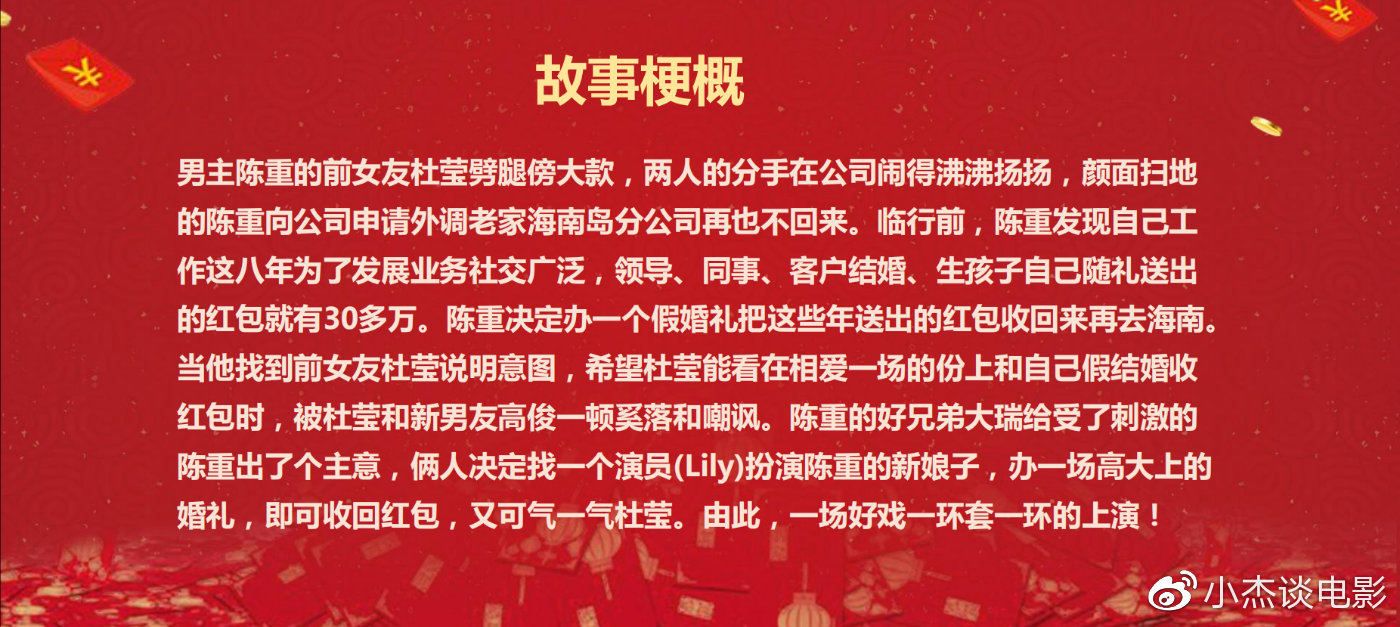 故事梗概
男主陈重的前女友杜莹劈腿傍大款，两人的分手在公司闹得沸沸扬扬，颜面扫地
的陈重向公司申请外调老家海南岛分公司再也不回来。临行前，陈重发现自己工
作这八年为了发展业务社交广泛，领导、同事、客户结婚、生孩子自己随礼送出
的红包就有30多万。陈重决定办一个假婚礼把这些年送出的红包收回来再去海南。
当他找到前女友杜莹说明意图，希望杜莹能看在相爱一场的份上和自己假结婚收
红包时，被杜莹和新男友高俊一顿奚落和嘲讽。陈重的好兄弟大瑞给受了刺激的
陈重出了个主意，俩人决定找一个演员(Lily)扮演陈重的新娘子，办一场高大上的
婚礼，即可收回红包，又可气一气杜莹。由此，一场好戏一环套一环的上演！
小杰谈电影